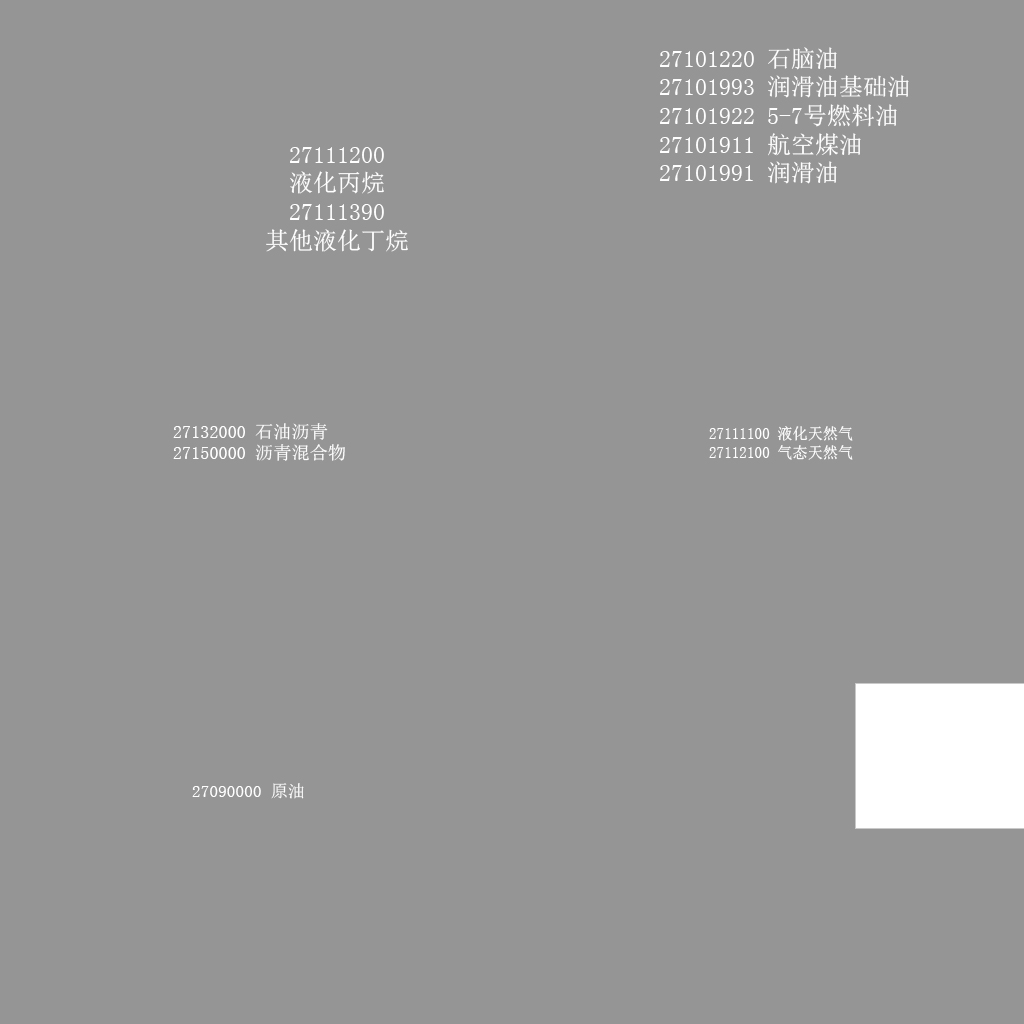 27101220 石脑油
27101993 润滑油基础油
27101922 5-7号燃料油
27101911 航空煤油
27101991 润滑油
27111200
液化丙烷
27111390
其他液化丁烷
27132000 石油沥青
27150000 沥青混合物
27111100 液化天然气
27112100 气态天然气
27090000 原油